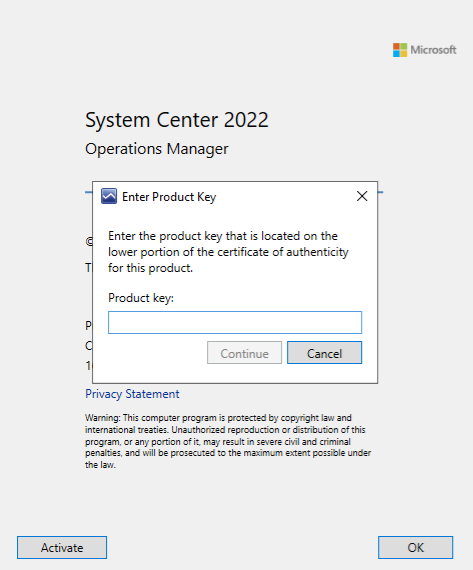 Microsoft
System Center 2022
Operations Manager
Enter Product Key
©
Enter the product key that is located on the
lower portion of the certificate of authenticity
for this product.
Product key:
P
Continue
Cancel
Privacy Statement
Warning: This computer program is protected by copyright law and
international treaties. Unauthorized reproduction or distribution of this
program, or any portion of it, may result in severe civil and criminal
penalties, and will be prosecuted to the maximum extent possible under
the law.
Activate
OK